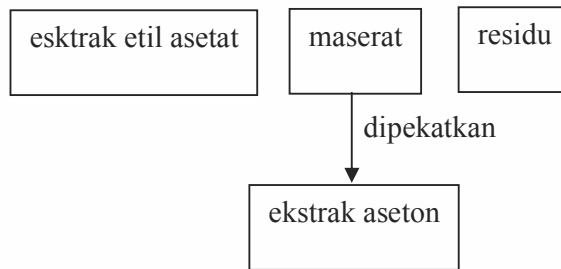 esktrak etil asetat
maserat
residu
dipekatkan
ekstrak aseton